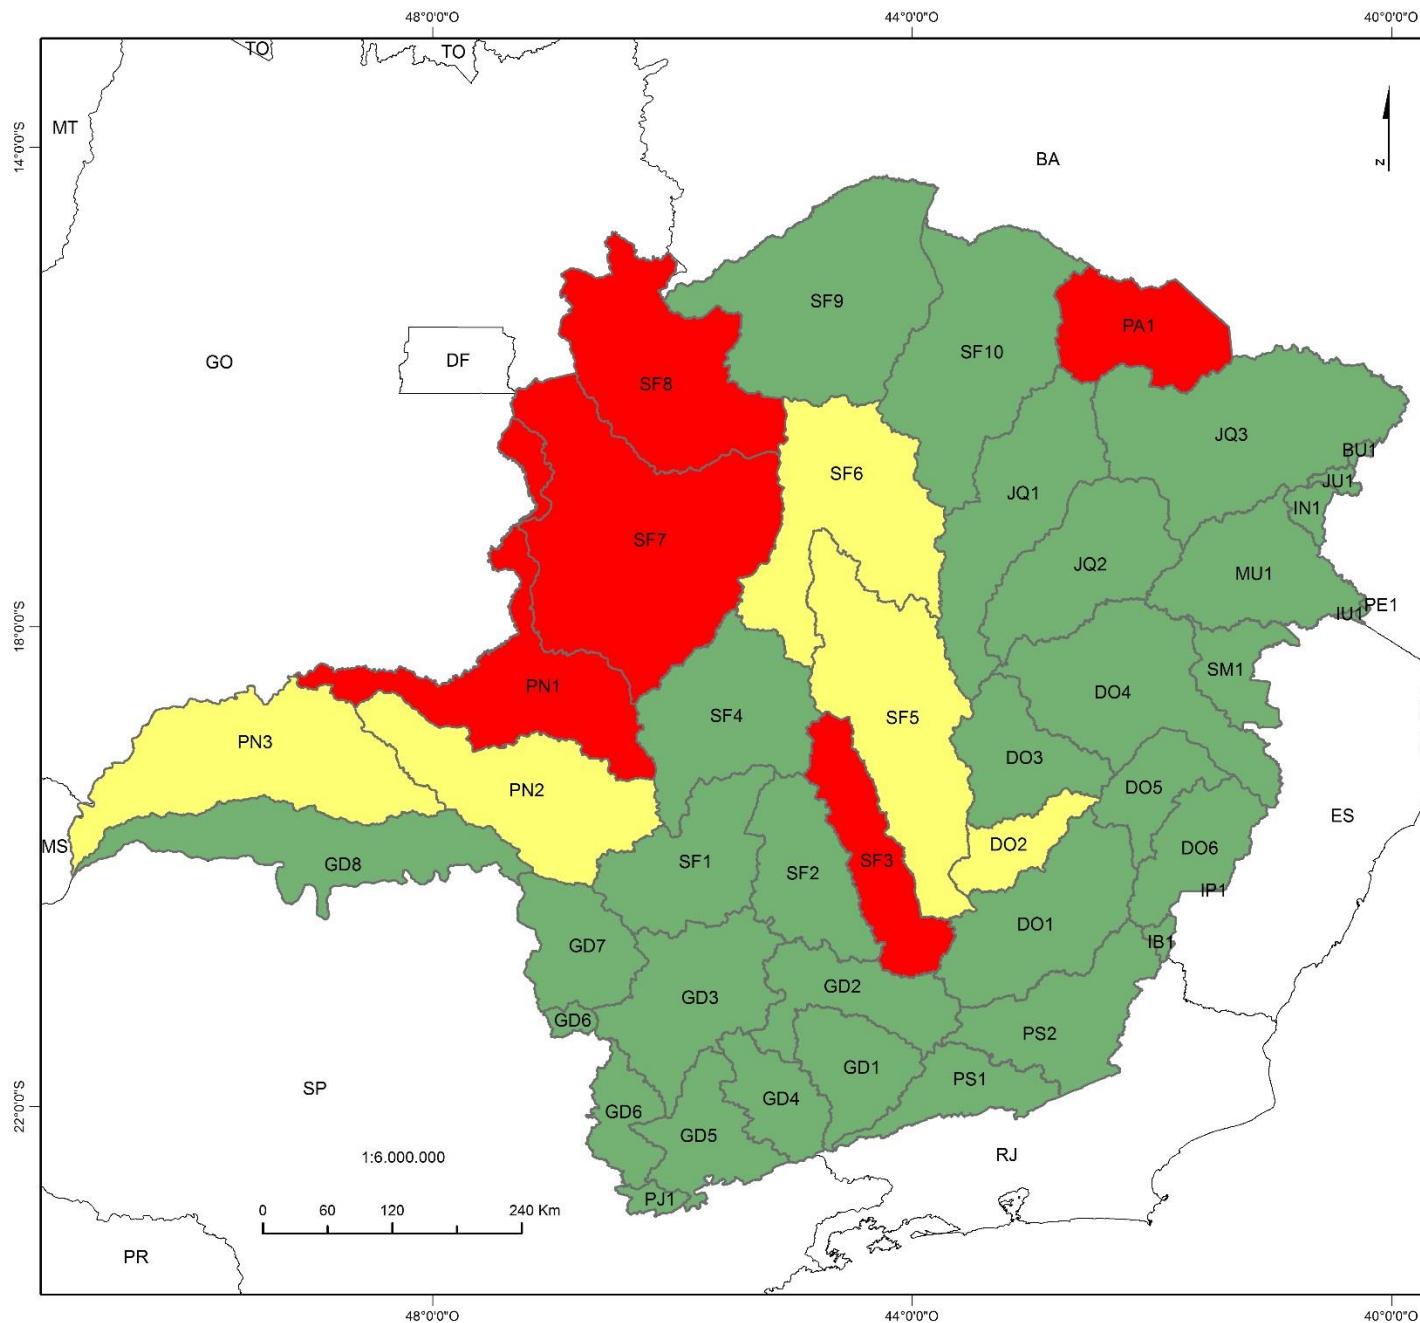 48°0'0"O 44°0'0"O 40°0'0"O
TO TO
MT
14°0'0"S
BA
N
SF9
PA1
SF10
GO DF
SF8
JQ3
BU1
SF6
JU1
JQ1
IN1
SF7
JQ2
MU1
PE1
IU1
18°0'0"S
SM1
PN1
DO4
SF4
SF5
PN3
DO3
PN2
DO5
ES
MS
DO2
DO6
GD8
SF1
SF3
SF2
IP1
DO1
GD7
IB1
GD2
GD3
GD6
PS2
GD1
PS1
SP
GD4
GD6
22°0'0"S
GD5
RJ
1:6.000.000
PJ1
0 60 120 240 Km
PR
48°0'0"O 44°0'0"O 40°0'0"O